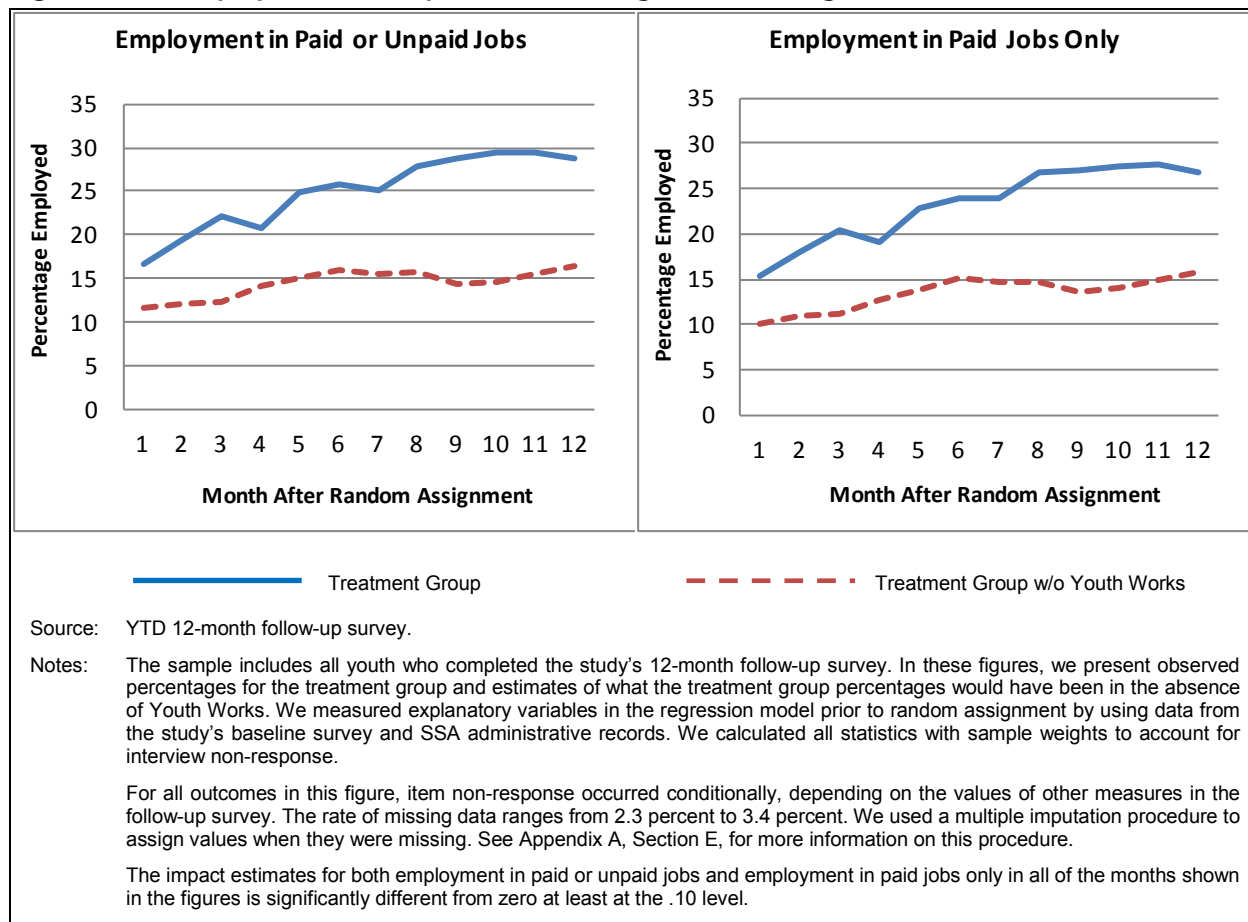 Employment in Paid or Unpaid Jobs
Percentage Employed
35
30
25
20
15
10
5
0
1 2 3 4 5 6 7 8 9 10 11 12
Month After Random Assignment
Employment in Paid Jobs Only
Percentage Employed
35
30
25
20
15
10
5
0
1 2 3 4 5 6 7 8 9 10 11 12
Month After Random Assignment
Treatment Group
Treatment Group w/o Youth Works
Source: YTD 12-month follow-up survey.
Notes: The sample includes all youth who completed the study's 12-month follow-up survey. In these figures, we present observed
percentages for the treatment group and estimates of what the treatment group percentages would have been in the absence
of Youth Works. We measured explanatory variables in the regression model prior to random assignment by using data from
the study's baseline survey and SSA administrative records. We calculated all statistics with sample weights to account for
interview non-response.
For all outcomes in this figure, item non-response occurred conditionally, depending on the values of other measures in the
follow-up survey. The rate of missing data ranges from 2.3 percent to 3.4 percent. We used a multiple imputation procedure to
assign values when they were missing. See Appendix A, Section E, for more information on this procedure.
The impact estimates for both employment in paid or unpaid jobs and employment in paid jobs only in all of the months shown
in the figures is significantly different from zero at least at the .10 level.